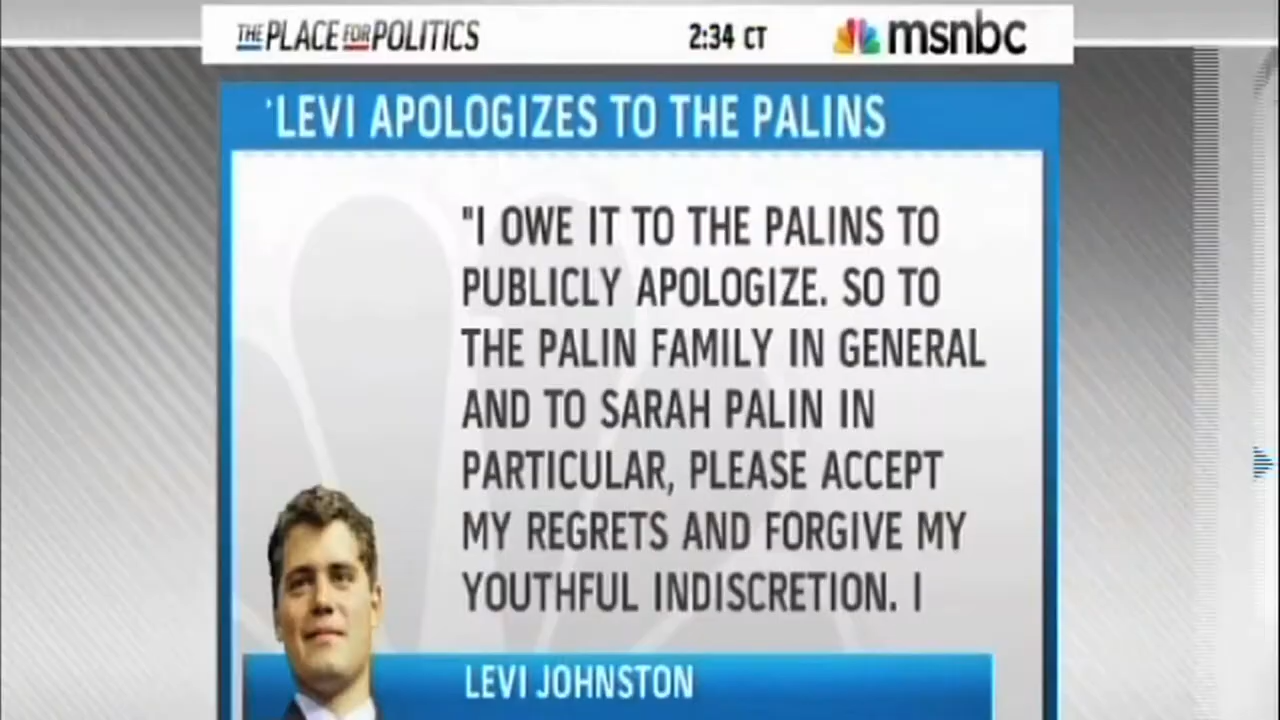 THE PLACE FOR POLITICS
2:34 CT
msnbc
'LEVI APOLOGIZES TO THE PALINS
"I OWE IT TO THE PALINS TO
PUBLICLY APOLOGIZE. SO TO
THE PALIN FAMILY IN GENERAL
AND TO SARAH PALIN IN
PARTICULAR, PLEASE ACCEPT
MY REGRETS AND FORGIVE MY
YOUTHFUL INDISCRETION. I
LEVI JOHNSTON